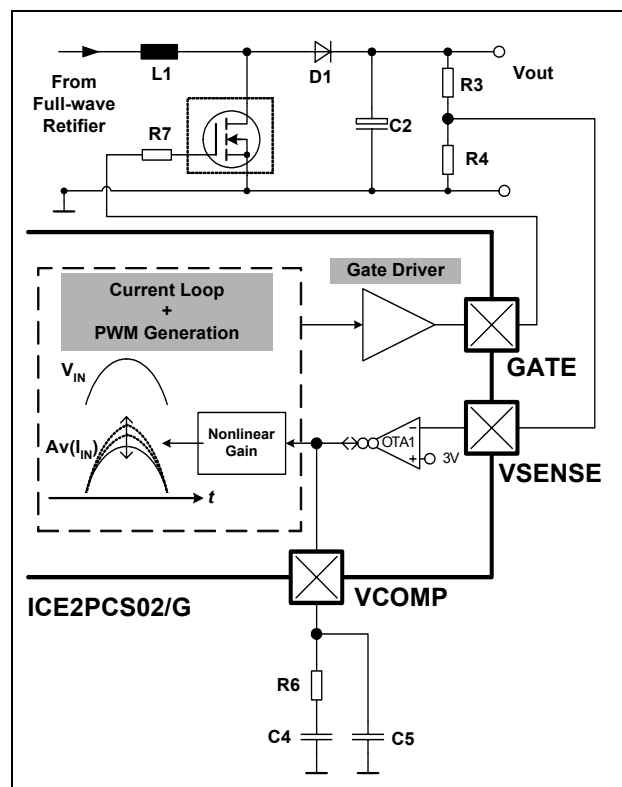 From
Full-wave
Retifier
L1
D1
Vout
R3
C2
R4
R7
Gate Driver
Current Loop
+
PWM Generation
GATE
VIN
Av(IIN)
t
Nonlinear
Gain
OTA1
−
+
3V
VSENSE
VCOMP
ICE2PCS02/G
R6
C4
C5